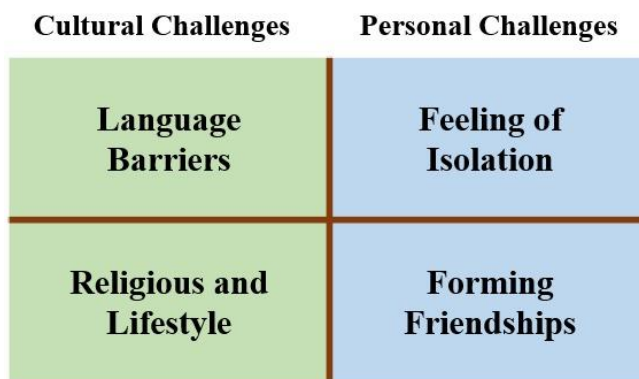 Cultural Challenges
Personal Challenges
Language
Barriers
Feeling of
Isolation
Religious and
Lifestyle
Forming
Friendships